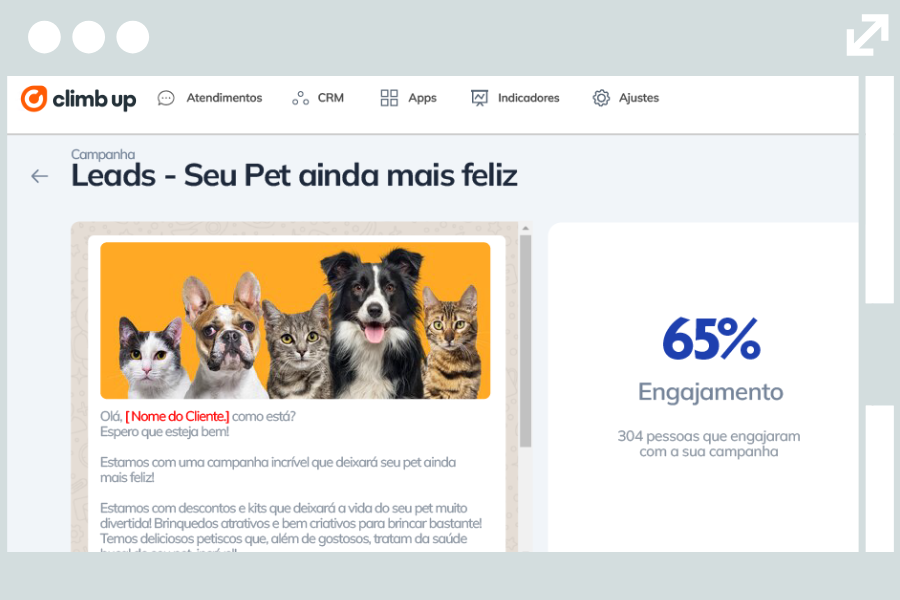 climb up
Atendimentos
CRM
Apps
Indicadores
Ajustes
Campanha
Leads - Seu Pet ainda mais feliz
Olá, [ Nome do Cliente.] como está?
Espero que esteja bem!
Estamos com uma campanha incrível que deixará seu pet ainda
mais feliz!
Estamos com descontos e kits que deixará a vida do seu pet muito
divertida! Brinquedos atrativos e bem criativos para brincar bastante!
Temos deliciosos petiscos que, além de gostosos, tratam da saúde
65%
Engajamento
304 pessoas que engajaram
com a sua campanha